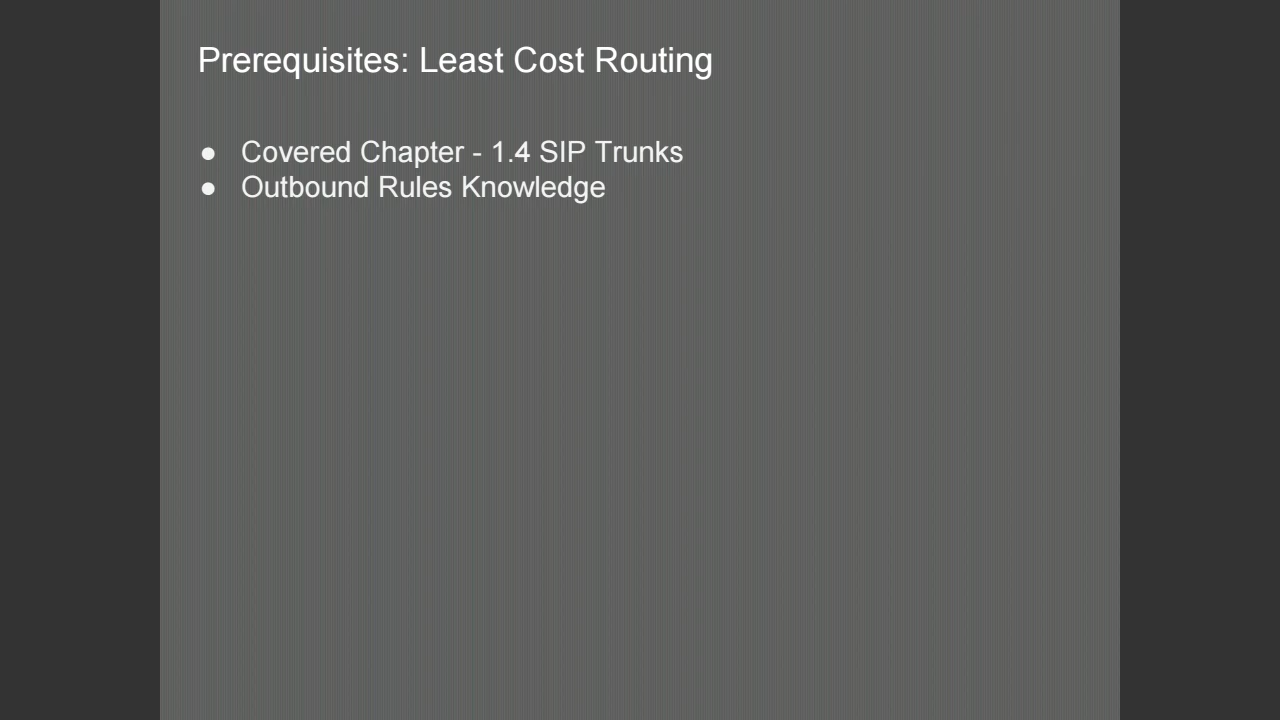 Prerequisites: Least Cost Routing
● Covered Chapter - 1.4 SIP Trunks
● Outbound Rules Knowledge